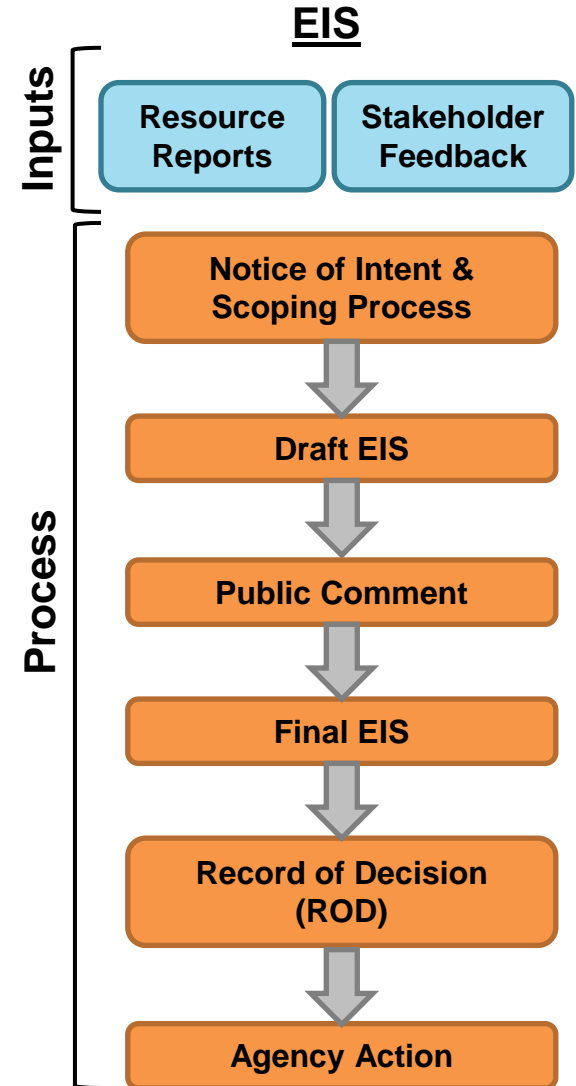 EIS
Inputs
Resource
Reports
Stakeholder
Feedback
Process
Notice of Intent &
Scoping Process
Draft EIS
Public Comment
Final EIS
Record of Decision
(ROD)
Agency Action